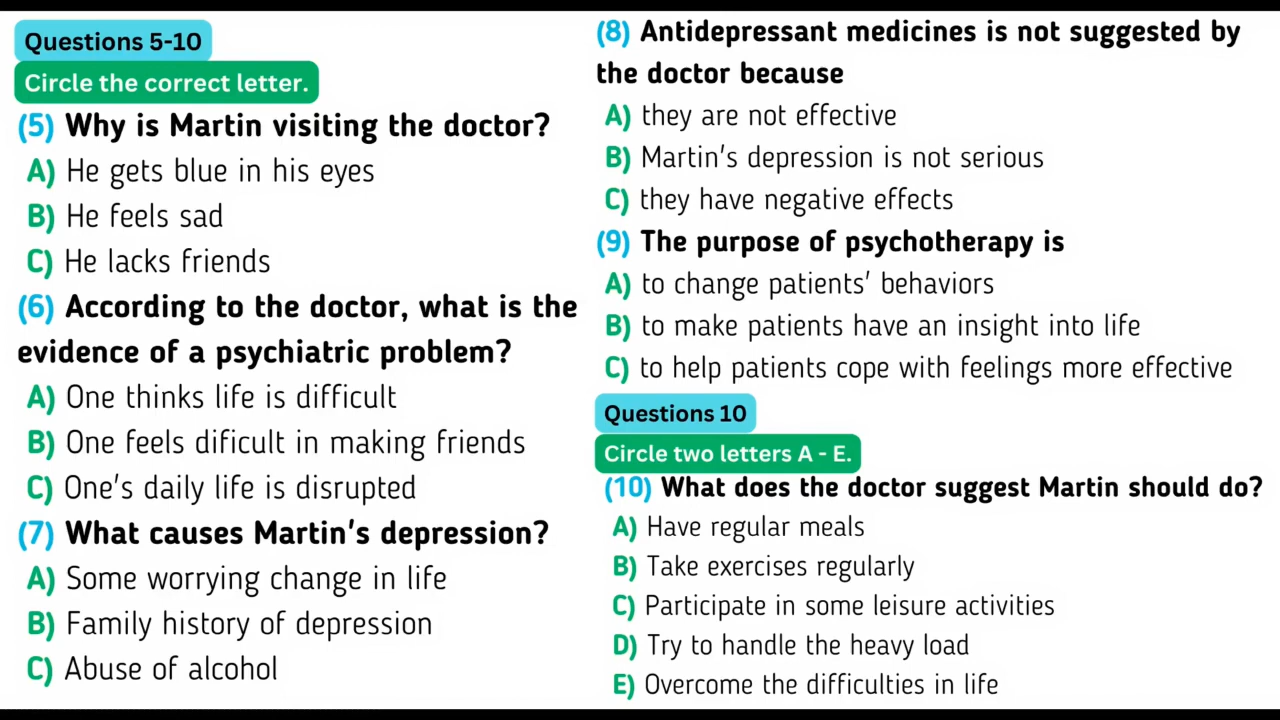 Questions 5-10
Circle the correct letter.
(5) Why is Martin visiting the doctor?
A) He gets blue in his eyes
B) He feels sad
C) He lacks friends
(6) According to the doctor, what is the
evidence of a psychiatric problem?
A) One thinks life is difficult
B) One feels dificult in making friends
C) One's daily life is disrupted
(7) What causes Martin's depression?
A) Some worrying change in life
B) Family history of depression
C) Abuse of alcohol
(8) Antidepressant medicines is not suggested by
the doctor because
A) they are not effective
B) Martin's depression is not serious
C) they have negative effects
(9) The purpose of psychotherapy is
A) to change patients' behaviors
B) to make patients have an insight into life
C) to help patients cope with feelings more effective
Questions 10
Circle two letters A - E.
(10) What does the doctor suggest Martin should do?
A) Have regular meals
B) Take exercises regularly
C) Participate in some leisure activities
D) Try to handle the heavy load
E) Overcome the difficulties in life